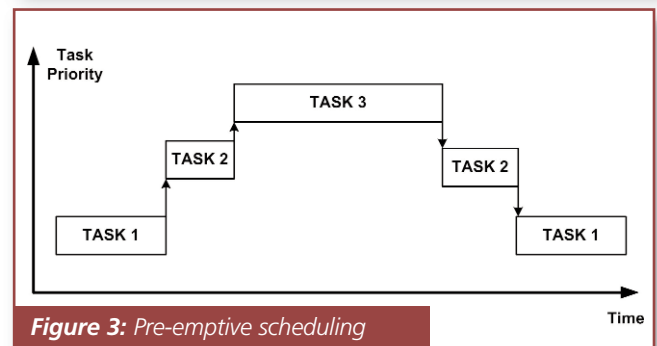 Task
Priority
TASK 3
TASK 2
TASK 2
TASK 1
TASK 1
Time
Figure 3: Pre-emptive scheduling